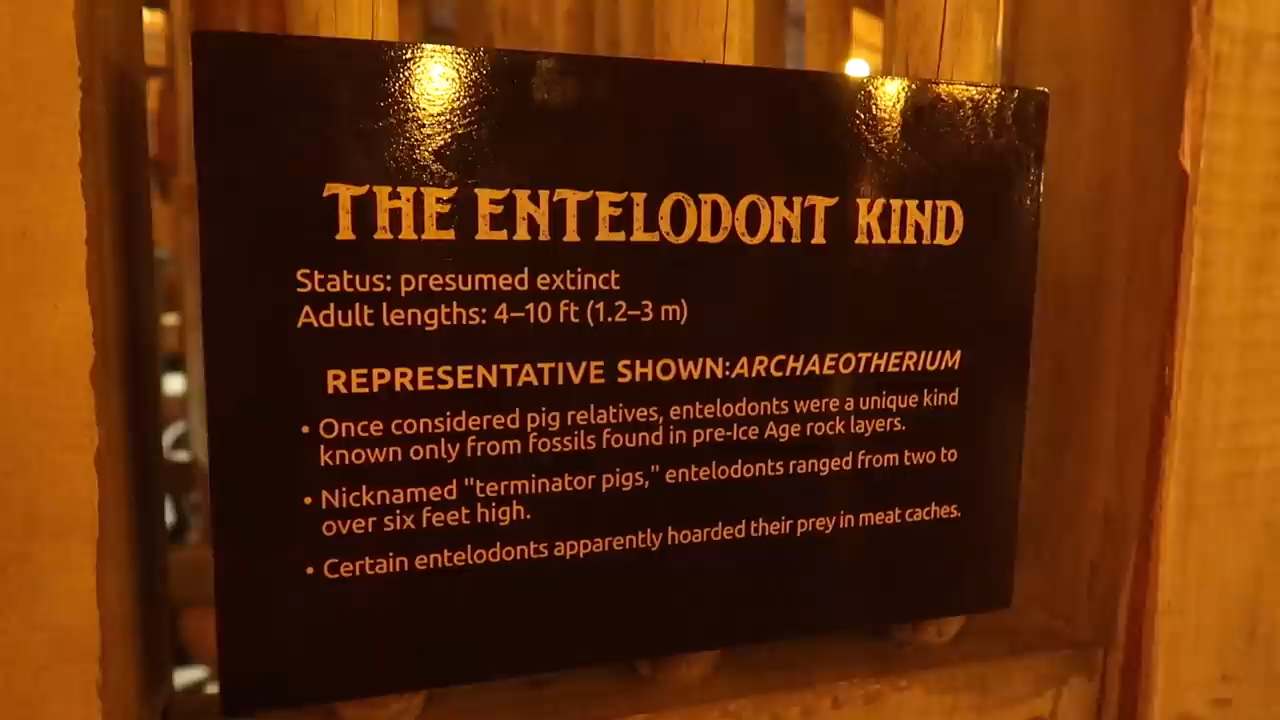 THE ENTELODONT KIND
Status: presumed extinct
Adult lengths: 4–10 ft (1.2–3 m)
REPRESENTATIVE SHOWN:ARCHAEOTHERIUM
• Once considered pig relatives, entelodonts were a unique kind
known only from fossils found in pre-Ice Age rock layers.
• Nicknamed "terminator pigs," entelodonts ranged from two to
over six feet high.
• Certain entelodonts apparently hoarded their prey in meat caches.